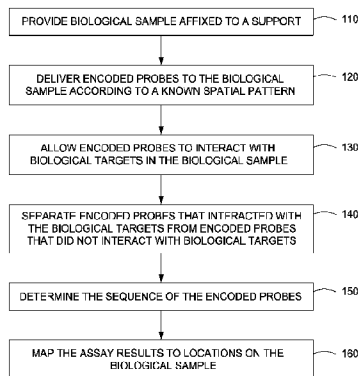 PROVIDE BIOLOGICAL SAMPLE AFFIXED TO A SUPPORT 110
DELIVER ENCODED PROBES TO THE BIOLOGICAL 120
SAMPLE ACCORDING TO A KNOWN SPATIAL PATTERN
ALLOW ENCODED PROBES TO INTERACT WITH 130
BIOLOGICAL TARGETS IN THE BIOLOGICAL SAMPLE
SEPARATE ENCODED PROBES THAT INTERACTED WITH 140
THE BIOLOGICAL TARGETS FROM ENCODED PROBES
THAT DID NOT INTERACT WITH BIOLOGICAL TARGETS
DETERMINE THE SEQUENCE OF THE ENCODED PROBES 150
MAP THE ASSAY RESULTS TO LOCATIONS ON THE 160
BIOLOGICAL SAMPLE